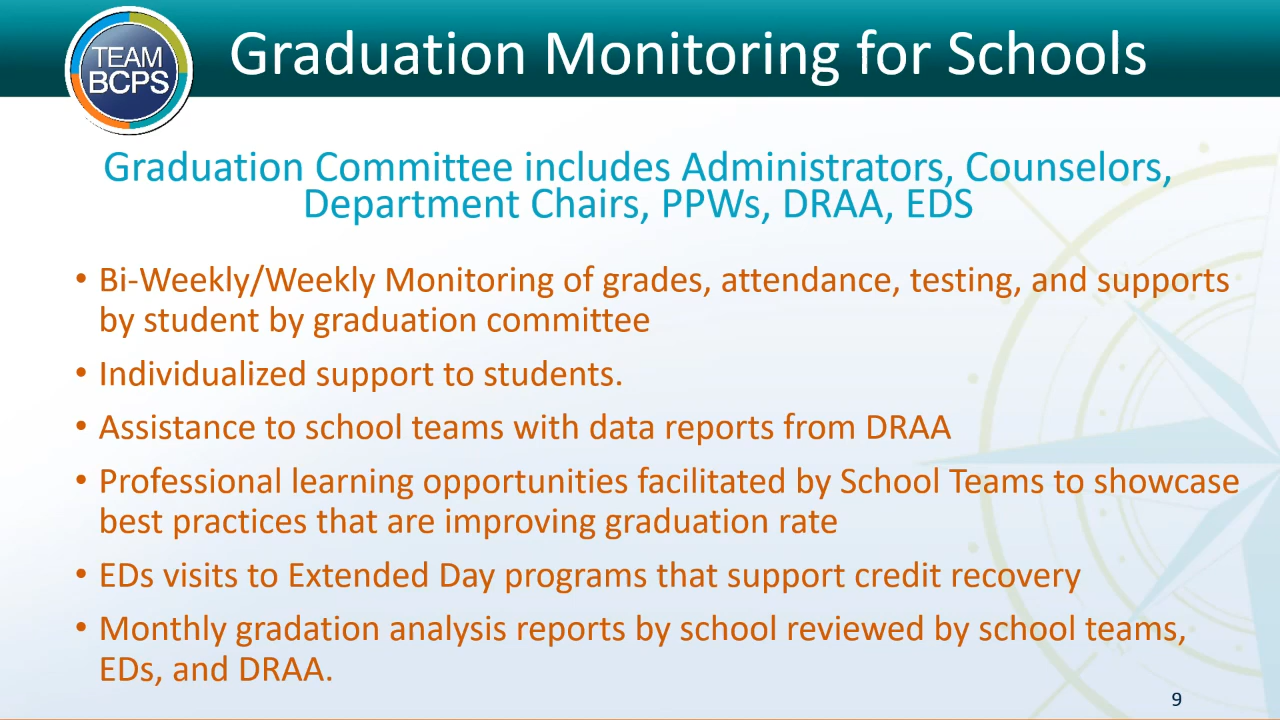 TEAM
BCPS
Graduation Monitoring for Schools
Graduation Committee includes Administrators, Counselors,
Department Chairs, PPWs, DRAA, EDS
• Bi-Weekly/Weekly Monitoring of grades, attendance, testing, and supports
by student by graduation committee
• Individualized support to students.
• Assistance to school teams with data reports from DRAA
• Professional learning opportunities facilitated by School Teams to showcase
best practices that are improving graduation rate
• EDs visits to Extended Day programs that support credit recovery
• Monthly gradation analysis reports by school reviewed by school teams,
EDs, and DRAA.
9